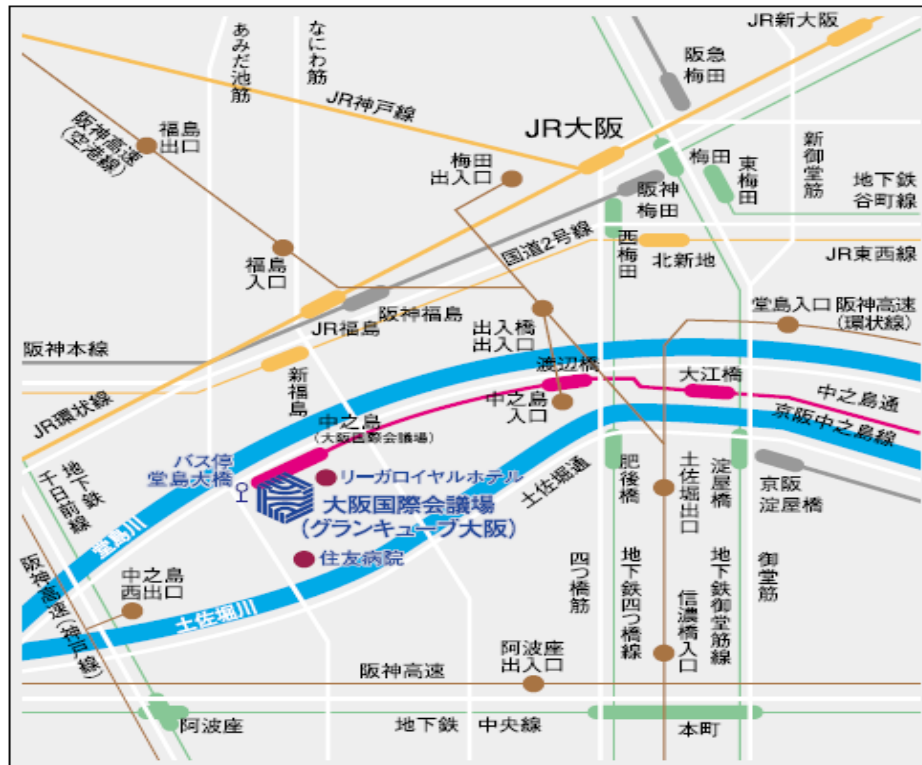 JR新大阪
あみだ池筋
なにわ筋
阪急
梅田
JR神戸線
福島
出口
阪神高速
(空港線)
JR大阪
梅田
出入口
梅田
東梅田
新御堂筋
阪神
梅田
地下鉄
谷町線
国道2号線
西梅田
北新地
JR東西線
福島
入口
阪神福島
JR福島
堂島入口
阪神高速
(環状線)
出入橋
出入口
阪神本線
新福島
渡辺橋
大江橋
中之島
入口
中之島通
京阪中之島線
JR環状線
中之島
(大阪国際会議場)
バス停
堂島大橋
リーガロイヤルホテル
大阪国際会議場
(グランキューブ大阪)
土佐堀通
肥後橋
土佐堀出口
淀屋橋
京阪
淀屋橋
地下鉄
千日前線
堂島川
住友病院
中之島
西出口
土佐堀川
阪神高速(神戸線)
四つ橋筋
地下鉄四つ橋線
信濃橋入口
地下鉄御堂筋線
御堂筋
阪神高速
阿波座
出入口
阿波座
地下鉄 中央線
本町